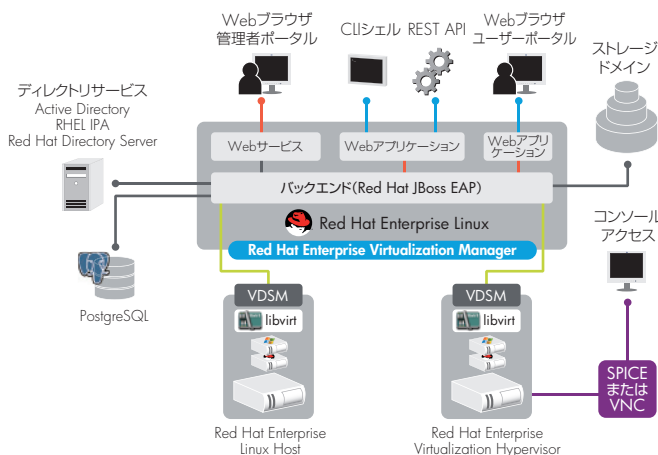 Webブラウザ
管理者ポータル
CLIシェル
REST API
Webブラウザ
ユーザーポータル
ストレージ
ドメイン
ディレクトリサービス
Active Directory
RHEL IPA
Red Hat Directory Server
Webサービス
Webアプリケーション
Webアプリ
ケーション
バックエンド(Red Hat JBoss EAP)
Red Hat Enterprise Linux
Red Hat Enterprise Virtualization Manager
コンソール
アクセス
PostgreSQL
VDSM
libvirt
VDSM
libvirt
SPICE
または
VNC
Red Hat Enterprise
Linux Host
Red Hat Enterprise
Virtualization Hypervisor